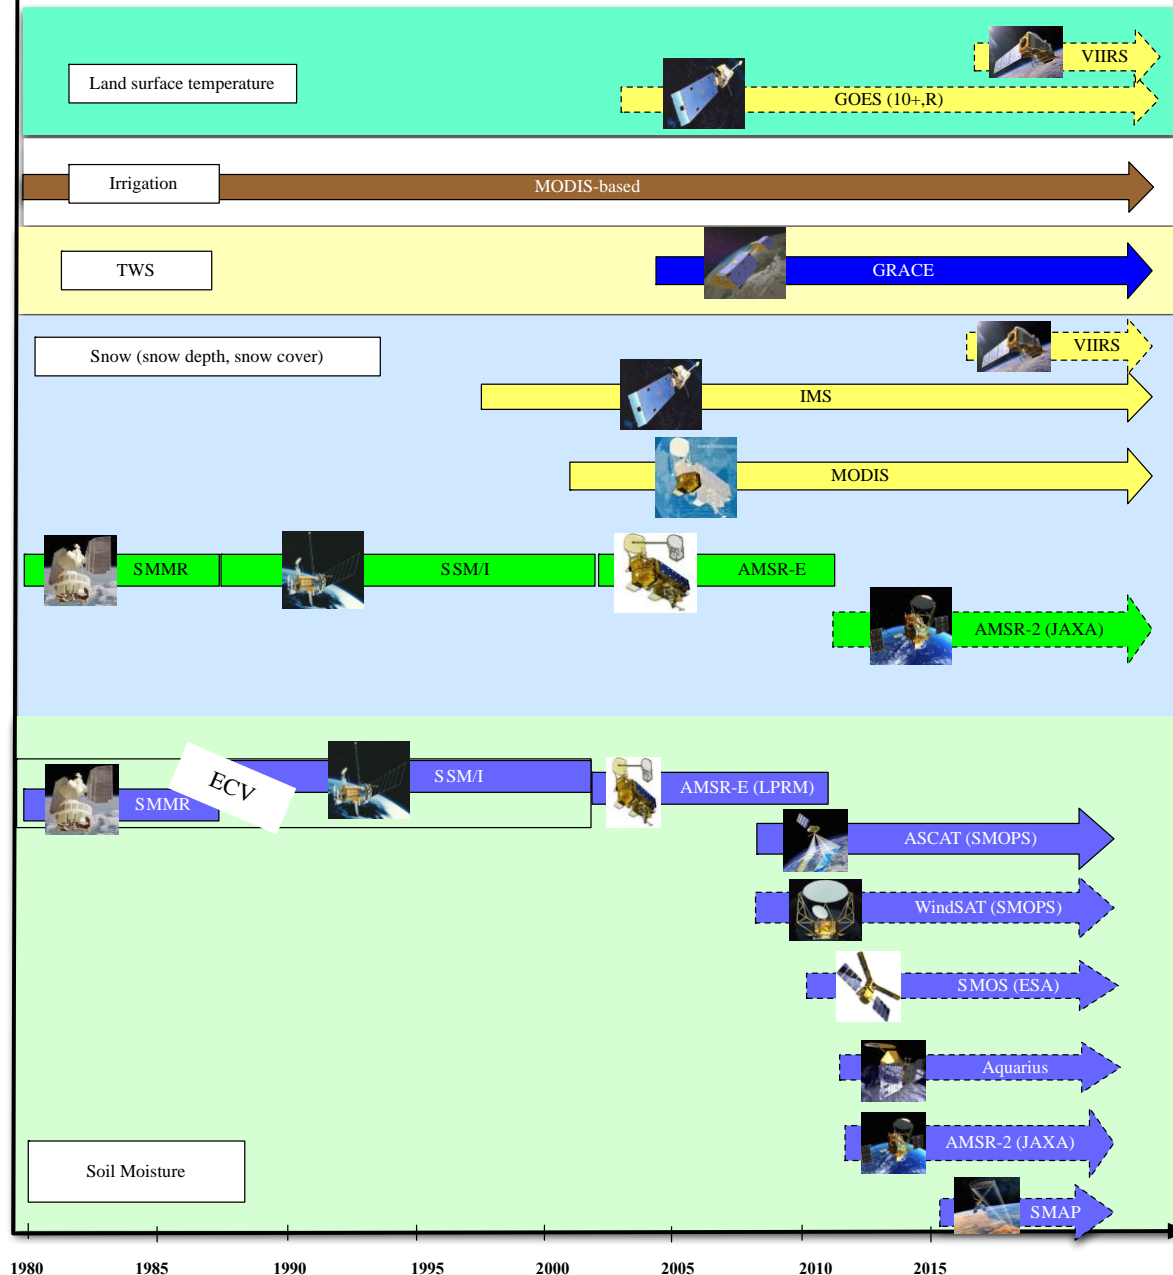 VIIRS
Land surface temperature
GOES (10+,R)
Irrigation
MODIS-based
TWS
GRACE
VIIRS
Snow (snow depth, snow cover)
IMS
MODIS
SMMR
SSM/I
AMSR-E
AMSR-2 (JAXA)
ECV
SSM/I
SMMR
AMSR-E (LPRM)
ASCAT (SMOPS)
WindSAT (SMOPS)
SMOS (ESA)
Aquarius
AMSR-2 (JAXA)
Soil Moisture
SMAP
1980 1985 1990 1995 2000 2005 2010 2015